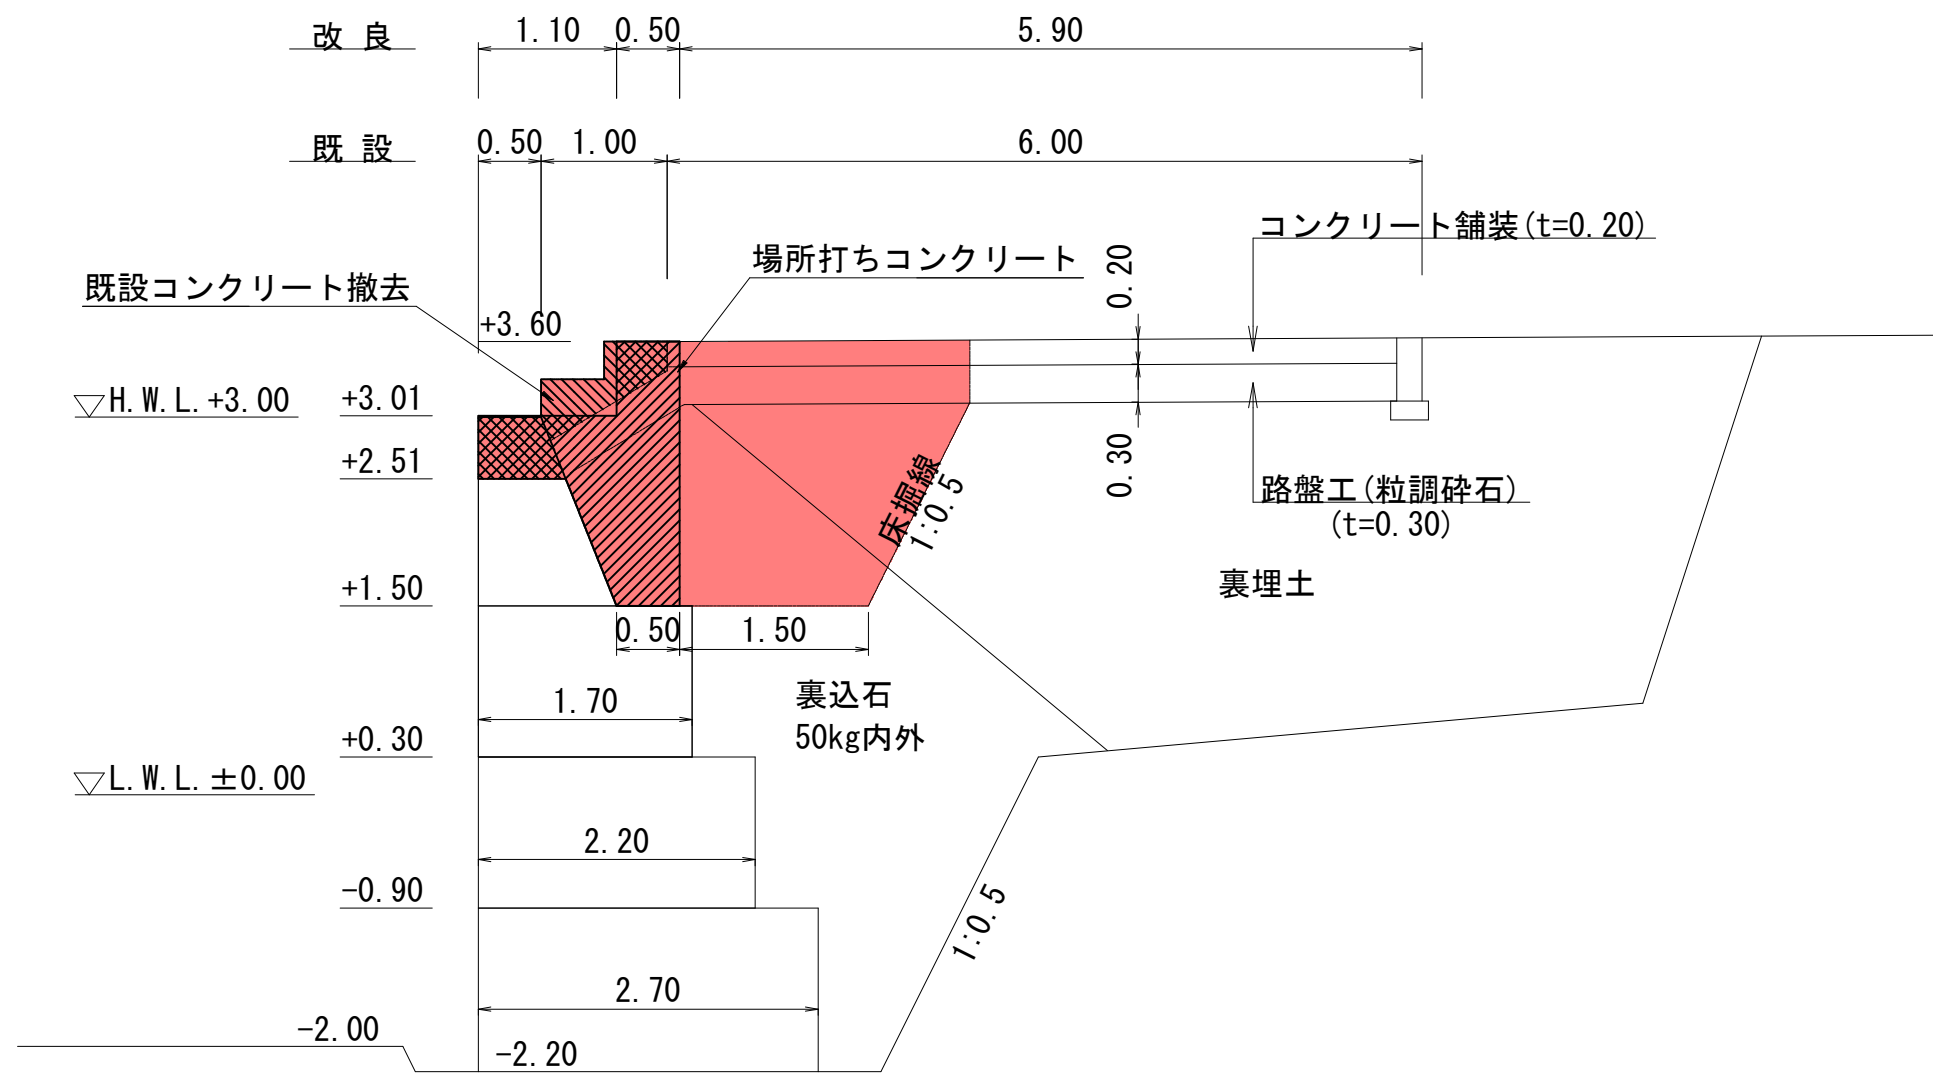 改 良
1.10
0.50
5.90
既 設
0.50
1.00
6.00
コンクリート舗装(t=0.20)
場所打ちコンクリート
0.20
既設コンクリート撤去
+3.60
▽H.W.L.+3.00
+3.01
+2.51
床掘線
1:0.5
0.30
路盤工(粒調砕石)
(t=0.30)
裏埋土
+1.50
0.50
1.50
裏込石
50kg内外
1.70
+0.30
▽L.W.L.±0.00
2.20
-0.90
1:0.5
2.70
-2.00
-2.20